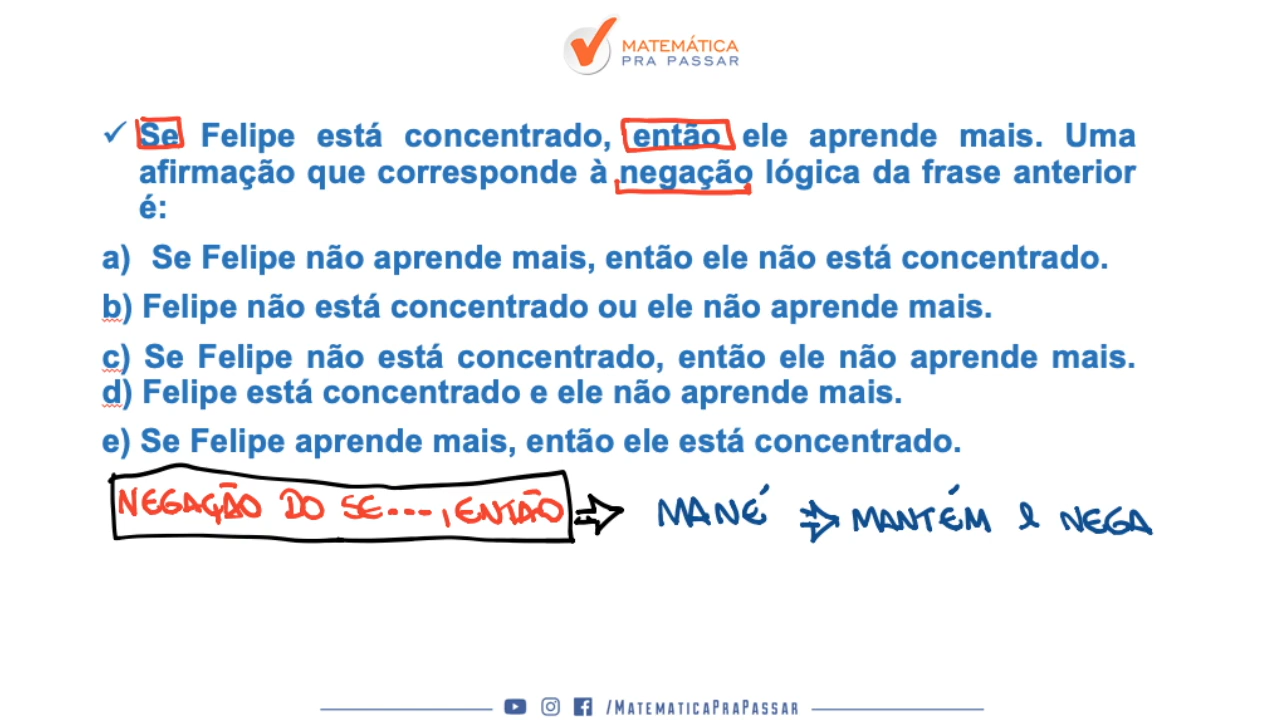 MATEMÁTICA
PRA PASSAR
✓ Se Felipe está concentrado, então ele aprende mais. Uma
afirmação que corresponde à negação lógica da frase anterior
é:
a) Se Felipe não aprende mais, então ele não está concentrado.
b) Felipe não está concentrado ou ele não aprende mais.
c) Se Felipe não está concentrado, então ele não aprende mais.
d) Felipe está concentrado e ele não aprende mais.
e) Se Felipe aprende mais, então ele está concentrado.
NEGAÇÃO DO SE...., ENTÃO ⇒ MANÉ ⇒ MANTÉM e NEGA
/MATEMATICAPRAPASSAR